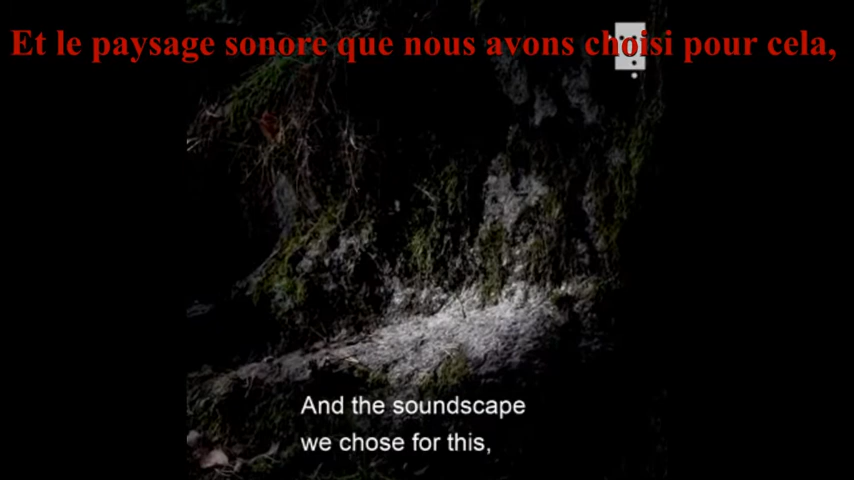 Et le paysage sonore que nous avons choisi pour cela,
And the soundscape
we chose for this,